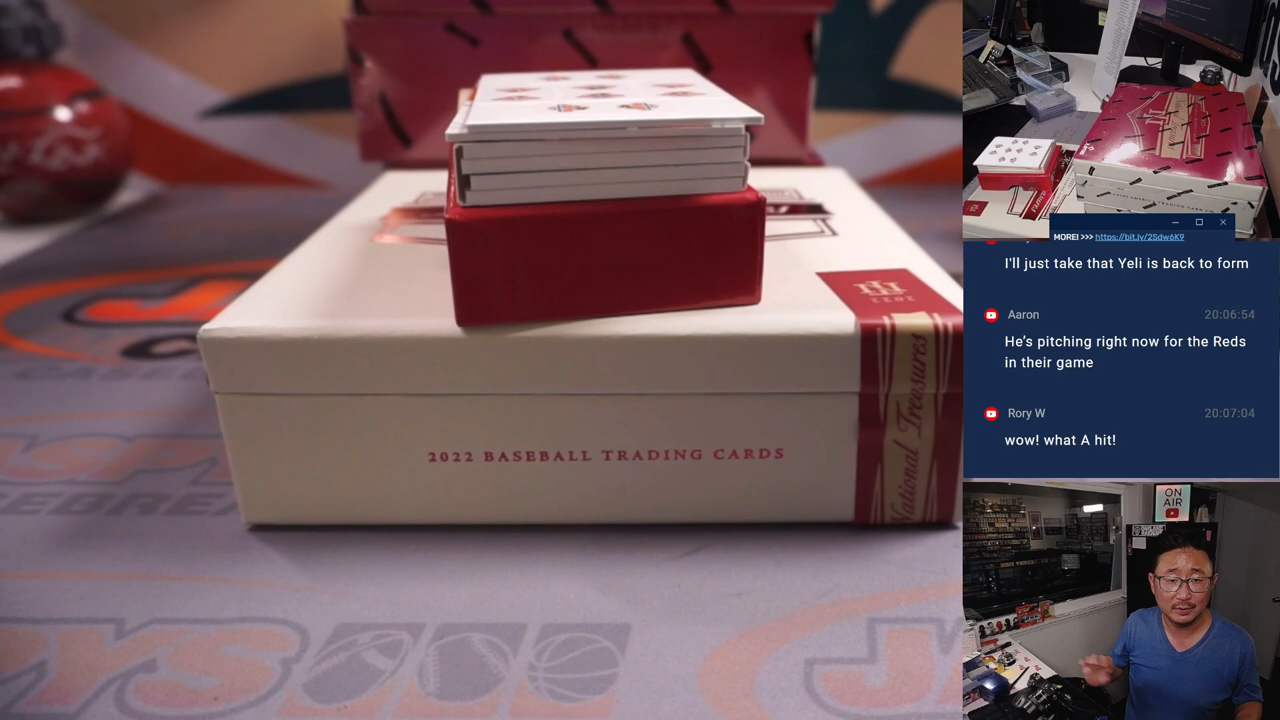 2022
National Treasures
2022 BASEBALL TRADING CARDS
MORE! >>> https://bit.ly/2Sdw6K9
I'll just take that Yeli is back to form
Aaron 20:06:54
He's pitching right now for the Reds
in their game
Rory W 20:07:04
wow! what A hit!
ON
AIR